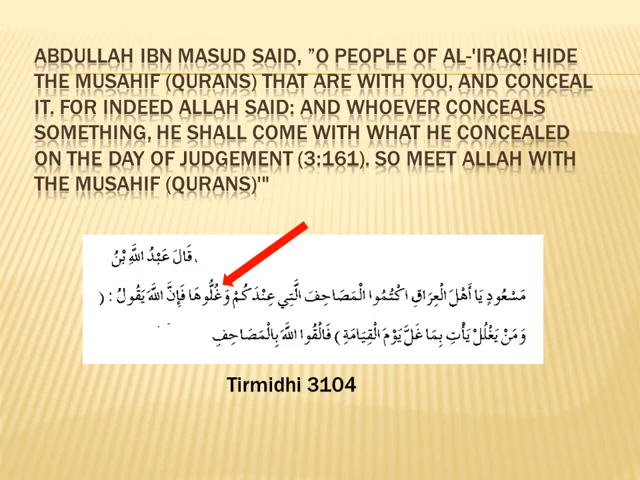 ABDULLAH IBN MASUD SAID, ”O PEOPLE OF AL-'IRAQ! HIDE
THE MUSAHIF (QURANS) THAT ARE WITH YOU, AND CONCEAL
IT. FOR INDEED ALLAH SAID: AND WHOEVER CONCEALS
SOMETHING, HE SHALL COME WITH WHAT HE CONCEALED
ON THE DAY OF JUDGEMENT (3:161). SO MEET ALLAH WITH
THE MUSAHIF (QURANS)'"
، قَالَ عَبْدُ اللَّهِ بْنُ
مَسْعُودٍ يَا أَهْلَ الْعِرَاقِ اكْتُمُوا الْمَصَاحِفَ الَّتِي عِنْدَكُمْ وَغُلُّوهَا فَإِنَّ اللَّهَ يَقُولُ : (
وَمَنْ يَغْلُلْ يَأْتِ بِمَا غَلَّ يَوْمَ الْقِيَامَةِ ) فَالْقُوا اللَّهَ بِالْمَصَاحِفِ
Tirmidhi 3104